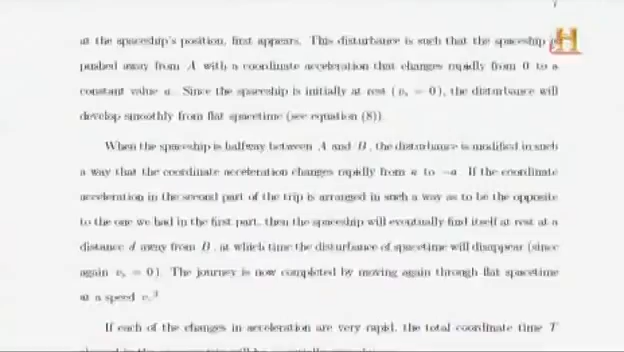 7
at the spaceship's position, first appears. This disturbance is such that the spaceship is
H
pushed away from A with a coordinate acceleration that changes rapidly from 0 to a
constant value a. Since the spaceship is initially at rest (vₛ = 0), the disturbance will
develop smoothly from flat spacetime (see equation (8)).
When the spaceship is halfway between A and B, the disturbance is modified in such
a way that the coordinate acceleration changes rapidly from a to −a. If the coordinate
acceleration in the second part of the trip is arranged in such a way as to be the opposite
to the one we had in the first part, then the spaceship will eventually find itself at rest at a
distance d away from B, at which time the disturbance of spacetime will disappear (since
again vₛ = 0). The journey is now completed by moving again through flat spacetime
at a speed v.³
If each of the changes in acceleration are very rapid, the total coordinate time T